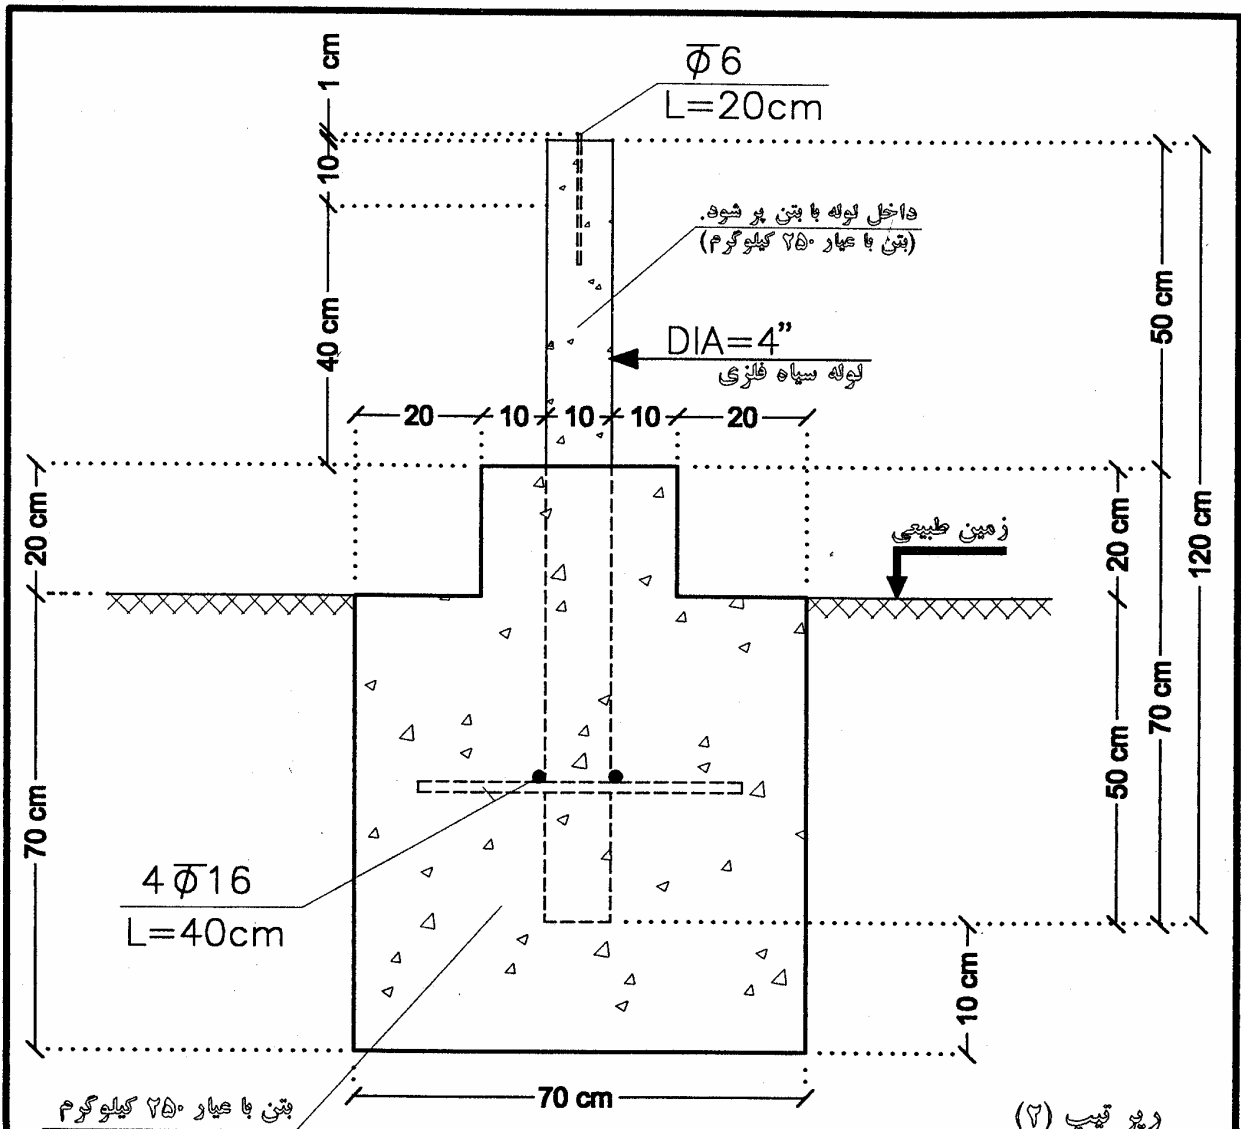 1 cm
Φ6
L=20cm
10
داخل لوله با بتن پر شود.
(بتن با عیار ۲۵۰ کیلوگرم)
40 cm
50 cm
DIA=4”
لوله سیاه فلزی
20 10 10 10 20
20 cm
زمین طبیعی
20 cm
120 cm
70 cm
50 cm
70 cm
4Φ16
L=40cm
10 cm
70 cm
بتن با عیار ۲۵۰ کیلوگرم
رپر تیپ (۲)